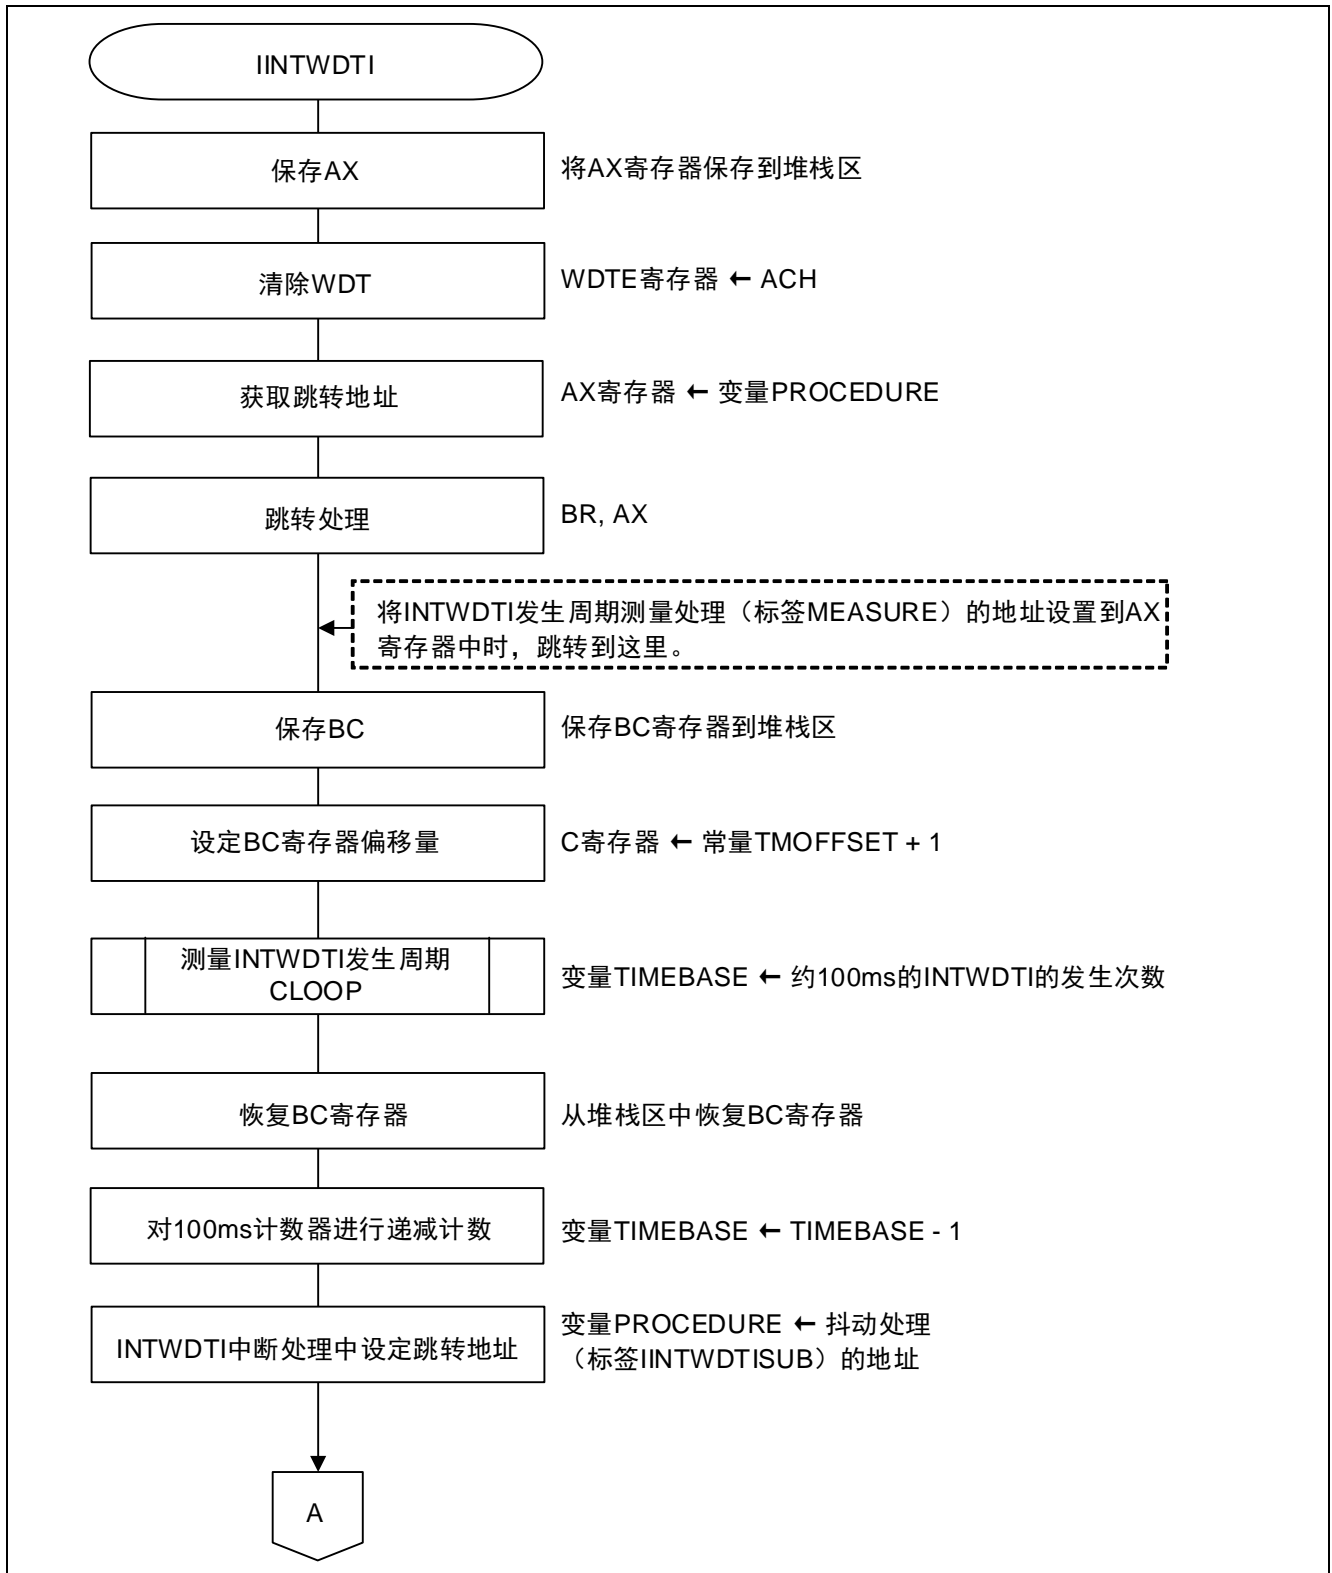 IINTWDTI
保存AX
将AX寄存器保存到堆栈区
清除WDT
WDTE寄存器 ← ACH
获取跳转地址
AX寄存器 ← 变量PROCEDURE
跳转处理
BR, AX
将INTWDTI发生周期测量处理（标签MEASURE）的地址设置到AX
寄存器中时，跳转到这里。
保存BC
保存BC寄存器到堆栈区
设定BC寄存器偏移量
C寄存器 ← 常量TMOFFSET + 1
测量INTWDTI发生周期
CLOOP
变量TIMEBASE ← 约100ms的INTWDTI的发生次数
恢复BC寄存器
从堆栈区中恢复BC寄存器
对100ms计数器进行递减计数
变量TIMEBASE ← TIMEBASE - 1
INTWDTI中断处理中设定跳转地址
变量PROCEDURE ← 抖动处理
（标签IINTWDTISUB）的地址
A